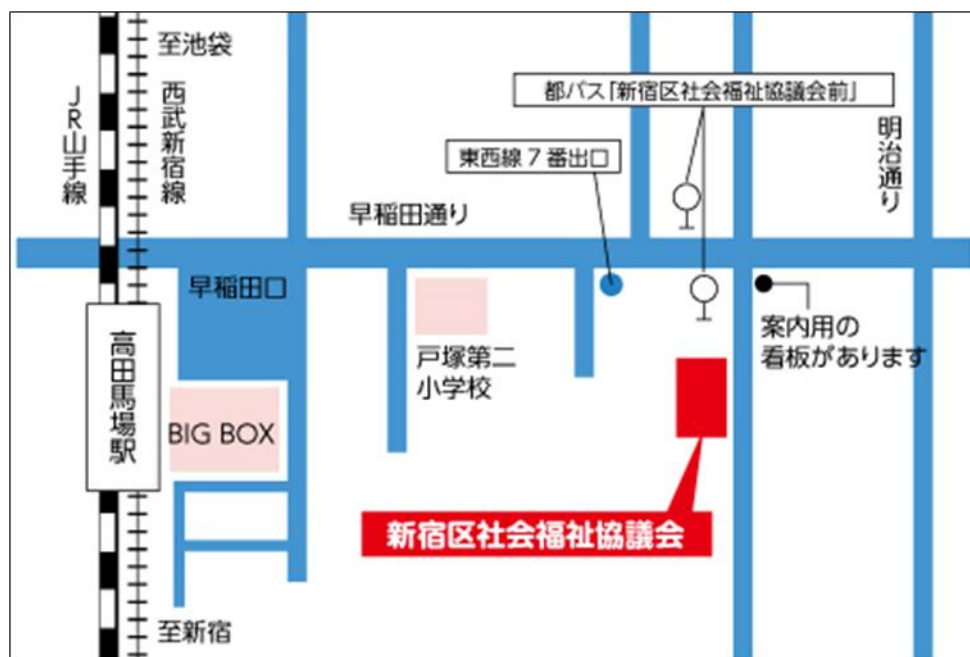 至池袋
JR山手線
西武新宿線
都バス「新宿区社会福祉協議会前」
東西線7番出口
明治通り
早稲田通り
早稲田口
戸塚第二
小学校
案内用の
看板があります
高田馬場駅
BIG BOX
新宿区社会福祉協議会
至新宿